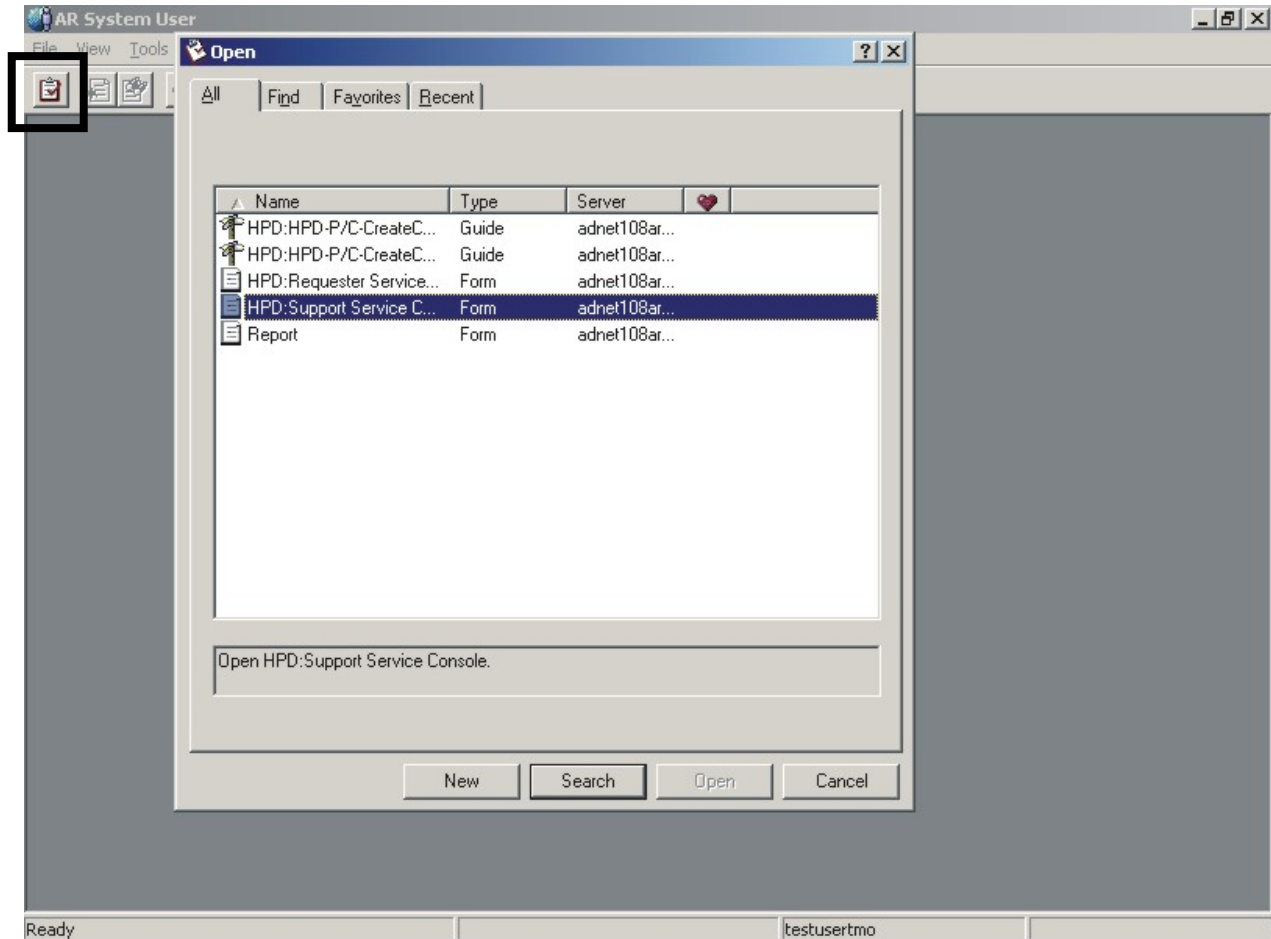 AR System User
File View Tools
Open
All Find Favorites Recent
Name Type Server
HPD:HPD-P/C-CreateC... Guide adnet108ar...
HPD:HPD-P/C-CreateC... Guide adnet108ar...
HPD:Requester Service... Form adnet108ar...
HPD:Support Service C... Form adnet108ar...
Report Form adnet108ar...
Open HPD:Support Service Console.
New Search Open Cancel
Ready testusertmo